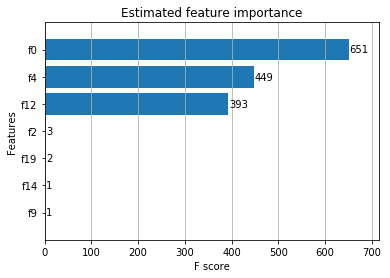 Estimated feature importance
Features
f0 651
f4 449
f12 393
f2 3
f19 2
f14 1
f9 1
0 100 200 300 400 500 600 700
F score